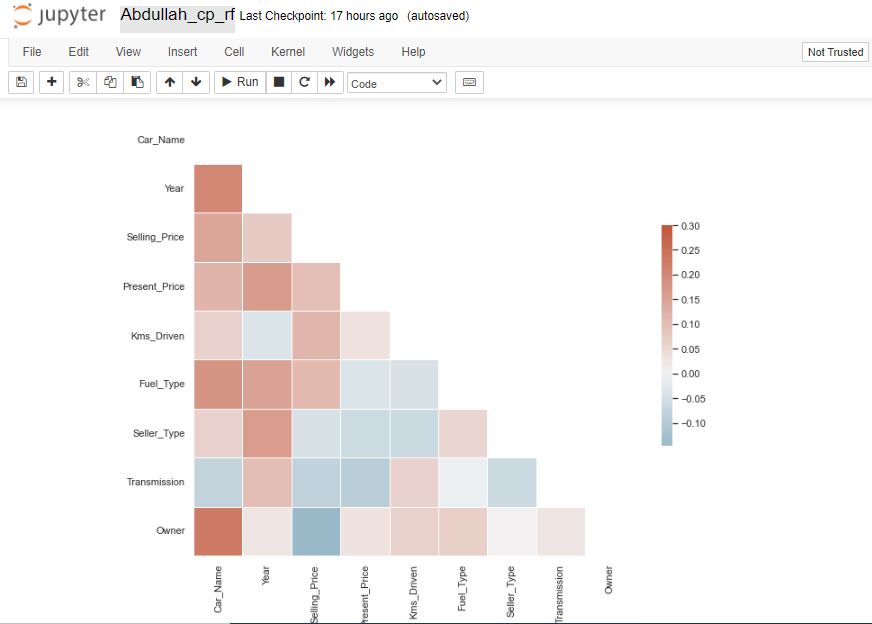 jupyter Abdullah_cp_rf Last Checkpoint: 17 hours ago (autosaved)
File Edit View Insert Cell Kernel Widgets Help Not Trusted
Run Code
Car_Name
Year
Selling_Price
Present_Price
Kms_Driven
Fuel_Type
Seller_Type
Transmission
Owner
0.30
0.25
0.20
0.15
0.10
0.05
0.00
−0.05
−0.10
Car_Name
Year
Selling_Price
resent_Price
Kms_Driven
Fuel_Type
Seller_Type
Transmission
Owner